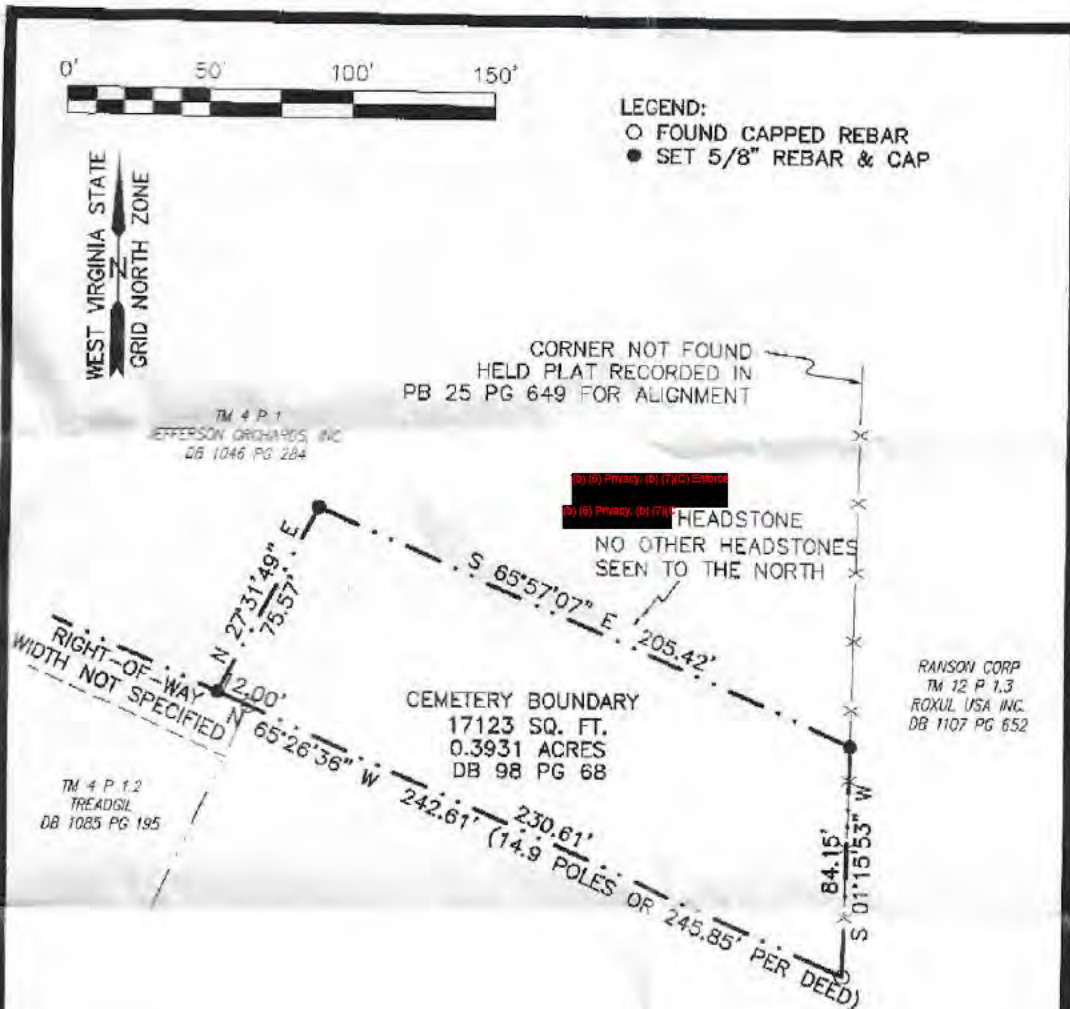 0' 50' 100' 150'
LEGEND:
○ FOUND CAPPED REBAR
● SET 5/8" REBAR & CAP
WEST VIRGINIA STATE
GRID NORTH ZONE
N
CORNER NOT FOUND
HELD PLAT RECORDED IN
PB 25 PG 649 FOR ALIGNMENT
TM 4 P 1
JEFFERSON ORCHARDS, INC
DB 1046 PG 284
(b) (6) Privacy, (b) (7)(C) Enforce
(b) (6) Privacy, (b) (7)(C
HEADSTONE
NO OTHER HEADSTONES
SEEN TO THE NORTH
N 27°31'49" E
75.57'
S 65°57'07" E 205.42'
RIGHT-OF-WAY
WIDTH NOT SPECIFIED
12.00'
N 65°26'36" W 242.61' (14.9 POLES OR 245.85' PER DEED)
230.61'
CEMETERY BOUNDARY
17123 SQ. FT.
0.3931 ACRES
DB 98 PG 68
RANSON CORP
TM 12 P 1.3
ROXUL USA INC.
DB 1107 PG 652
TM 4 P 1.2
TREADGIL
DB 1085 PG 195
84.15'
S 01°15'53" W